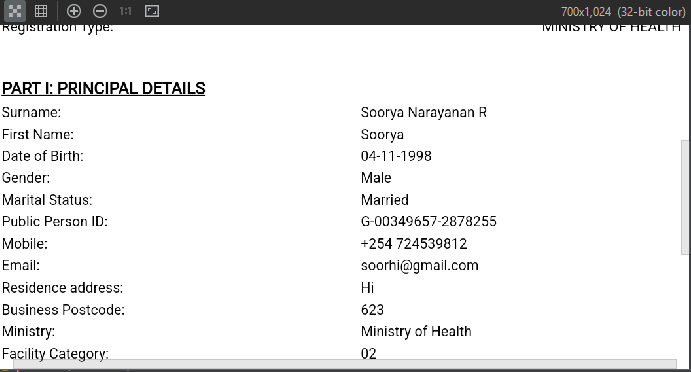 1:1 700x1,024 (32-bit color)
Registration Type: MINISTRY OF HEALTH
PART I: PRINCIPAL DETAILS
Surname: Soorya Narayanan R
First Name: Soorya
Date of Birth: 04-11-1998
Gender: Male
Marital Status: Married
Public Person ID: G-00349657-2878255
Mobile: +254 724539812
Email: soorhi@gmail.com
Residence address: Hi
Business Postcode: 623
Ministry: Ministry of Health
Facility Category: 02